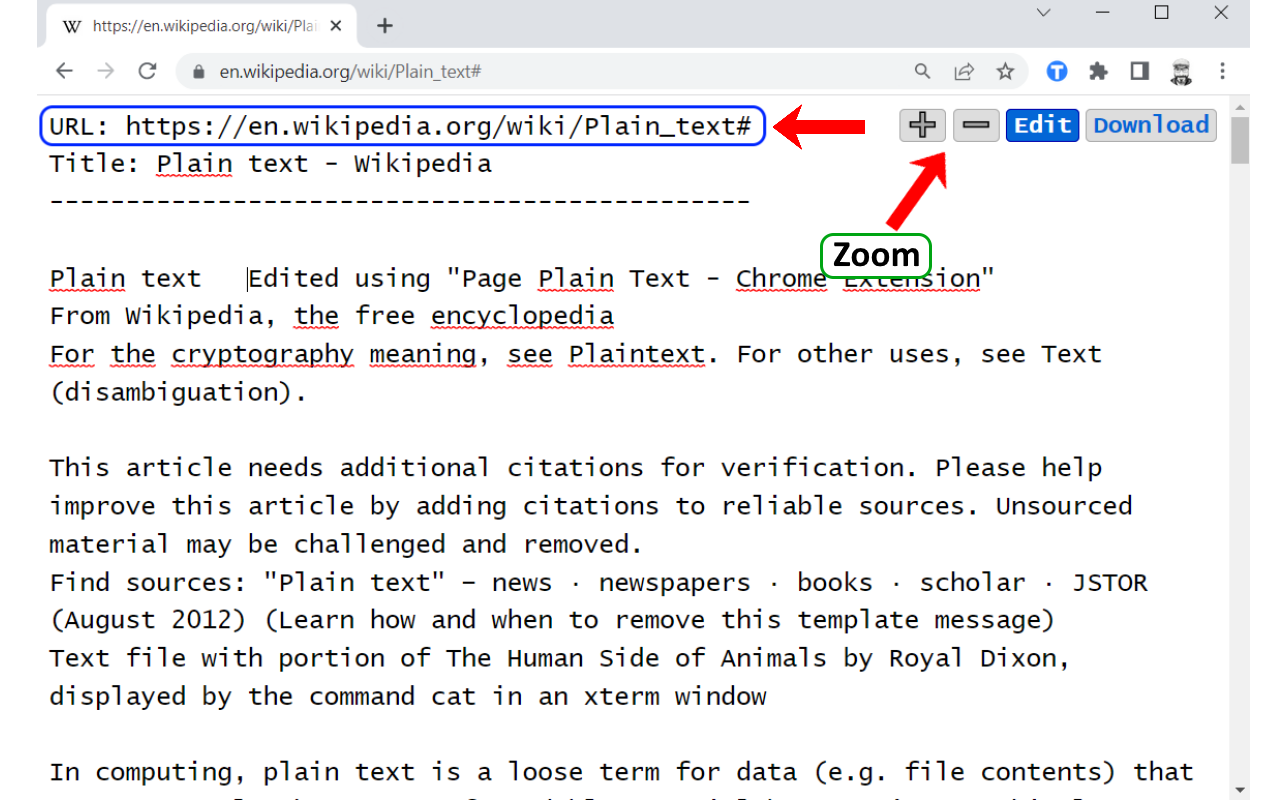 https://en.wikipedia.org/wiki/Plai
en.wikipedia.org/wiki/Plain_text#
URL: https://en.wikipedia.org/wiki/Plain_text#
Edit Download
Title: Plain text - Wikipedia
----------------------------------------------
Zoom
Plain text   Edited using "Page Plain Text - Chrome Extension"
From Wikipedia, the free encyclopedia
For the cryptography meaning, see Plaintext. For other uses, see Text
(disambiguation).
This article needs additional citations for verification. Please help
improve this article by adding citations to reliable sources. Unsourced
material may be challenged and removed.
Find sources: "Plain text" – news · newspapers · books · scholar · JSTOR
(August 2012) (Learn how and when to remove this template message)
Text file with portion of The Human Side of Animals by Royal Dixon,
displayed by the command cat in an xterm window
In computing, plain text is a loose term for data (e.g. file contents) that